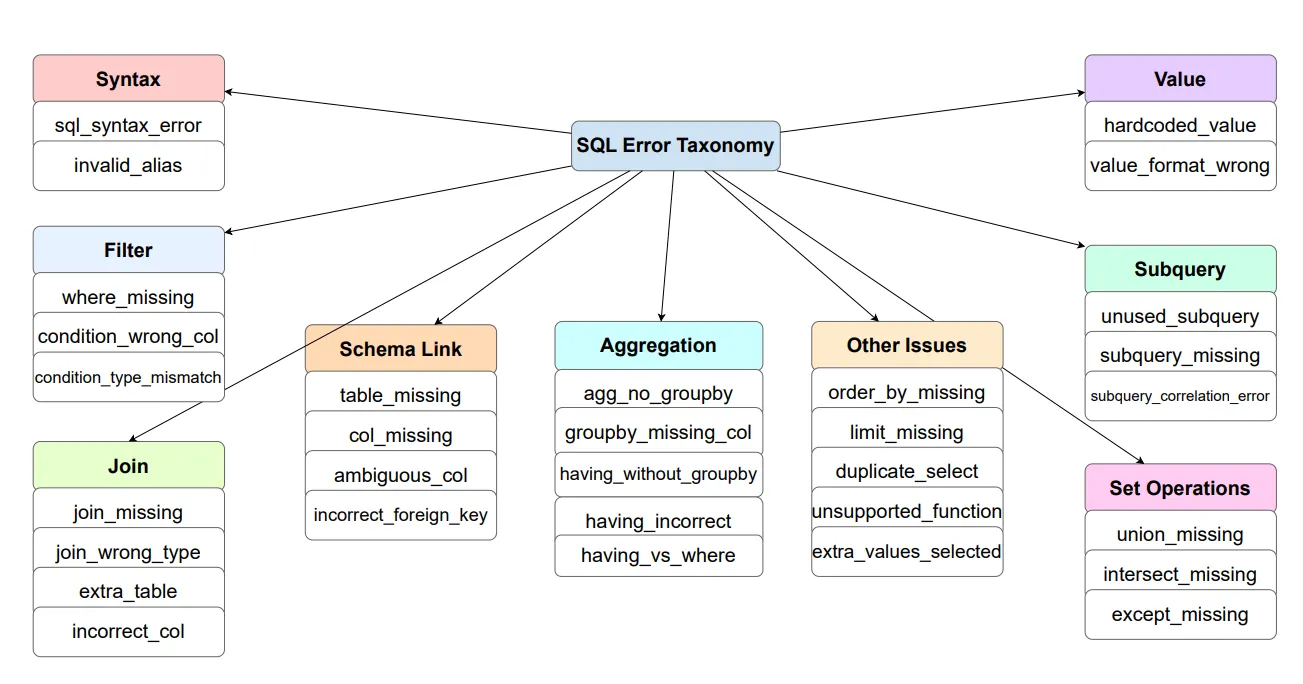 SQL Error Taxonomy
Syntax
sql_syntax_error
invalid_alias
Filter
where_missing
condition_wrong_col
condition_type_mismatch
Join
join_missing
join_wrong_type
extra_table
incorrect_col
Schema Link
table_missing
col_missing
ambiguous_col
incorrect_foreign_key
Aggregation
agg_no_groupby
groupby_missing_col
having_without_groupby
having_incorrect
having_vs_where
Other Issues
order_by_missing
limit_missing
duplicate_select
unsupported_function
extra_values_selected
Value
hardcoded_value
value_format_wrong
Subquery
unused_subquery
subquery_missing
subquery_correlation_error
Set Operations
union_missing
intersect_missing
except_missing